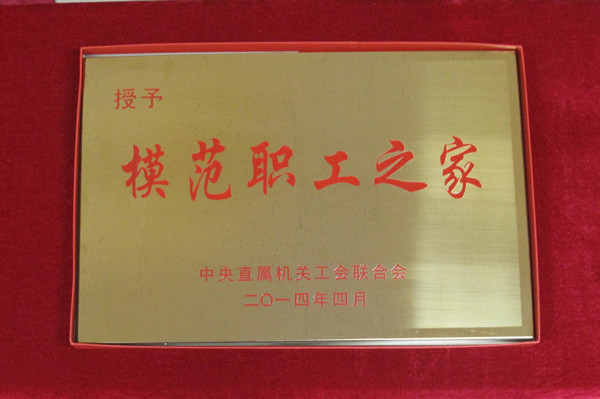 授予
模范职工之家
中央直属机关工会联合会
二〇一四年四月